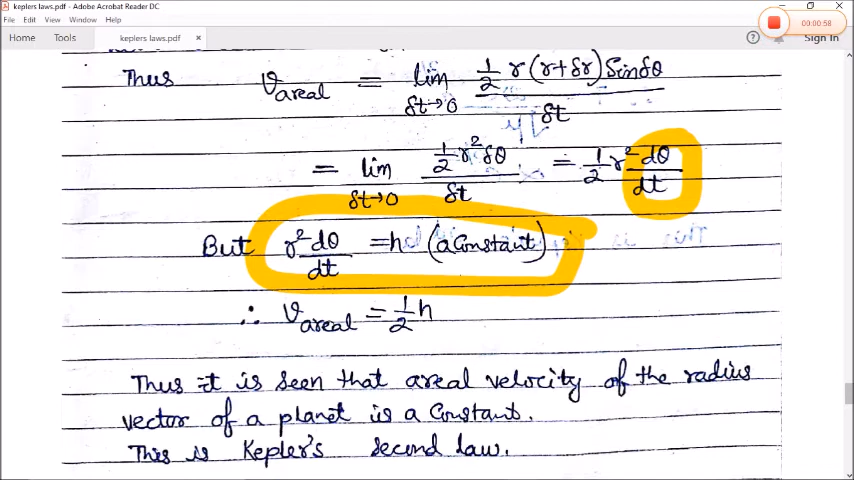 keplers laws.pdf - Adobe Acrobat Reader DC
File Edit View Window Help
Home Tools keplers laws.pdf × Sign In
00:00:58
Thus V_areal = lim_{δt→0} (1/2 r(r+δr) Sinδθ) / δt
= lim_{δt→0} (1/2 r² δθ) / δt = 1/2 r² dθ/dt
But r² dθ/dt = h (a Constant)
∴ V_areal = 1/2 h
Thus it is seen that areal velocity of the radius
vector of a planet is a Constant.
This is Kepler's second law.